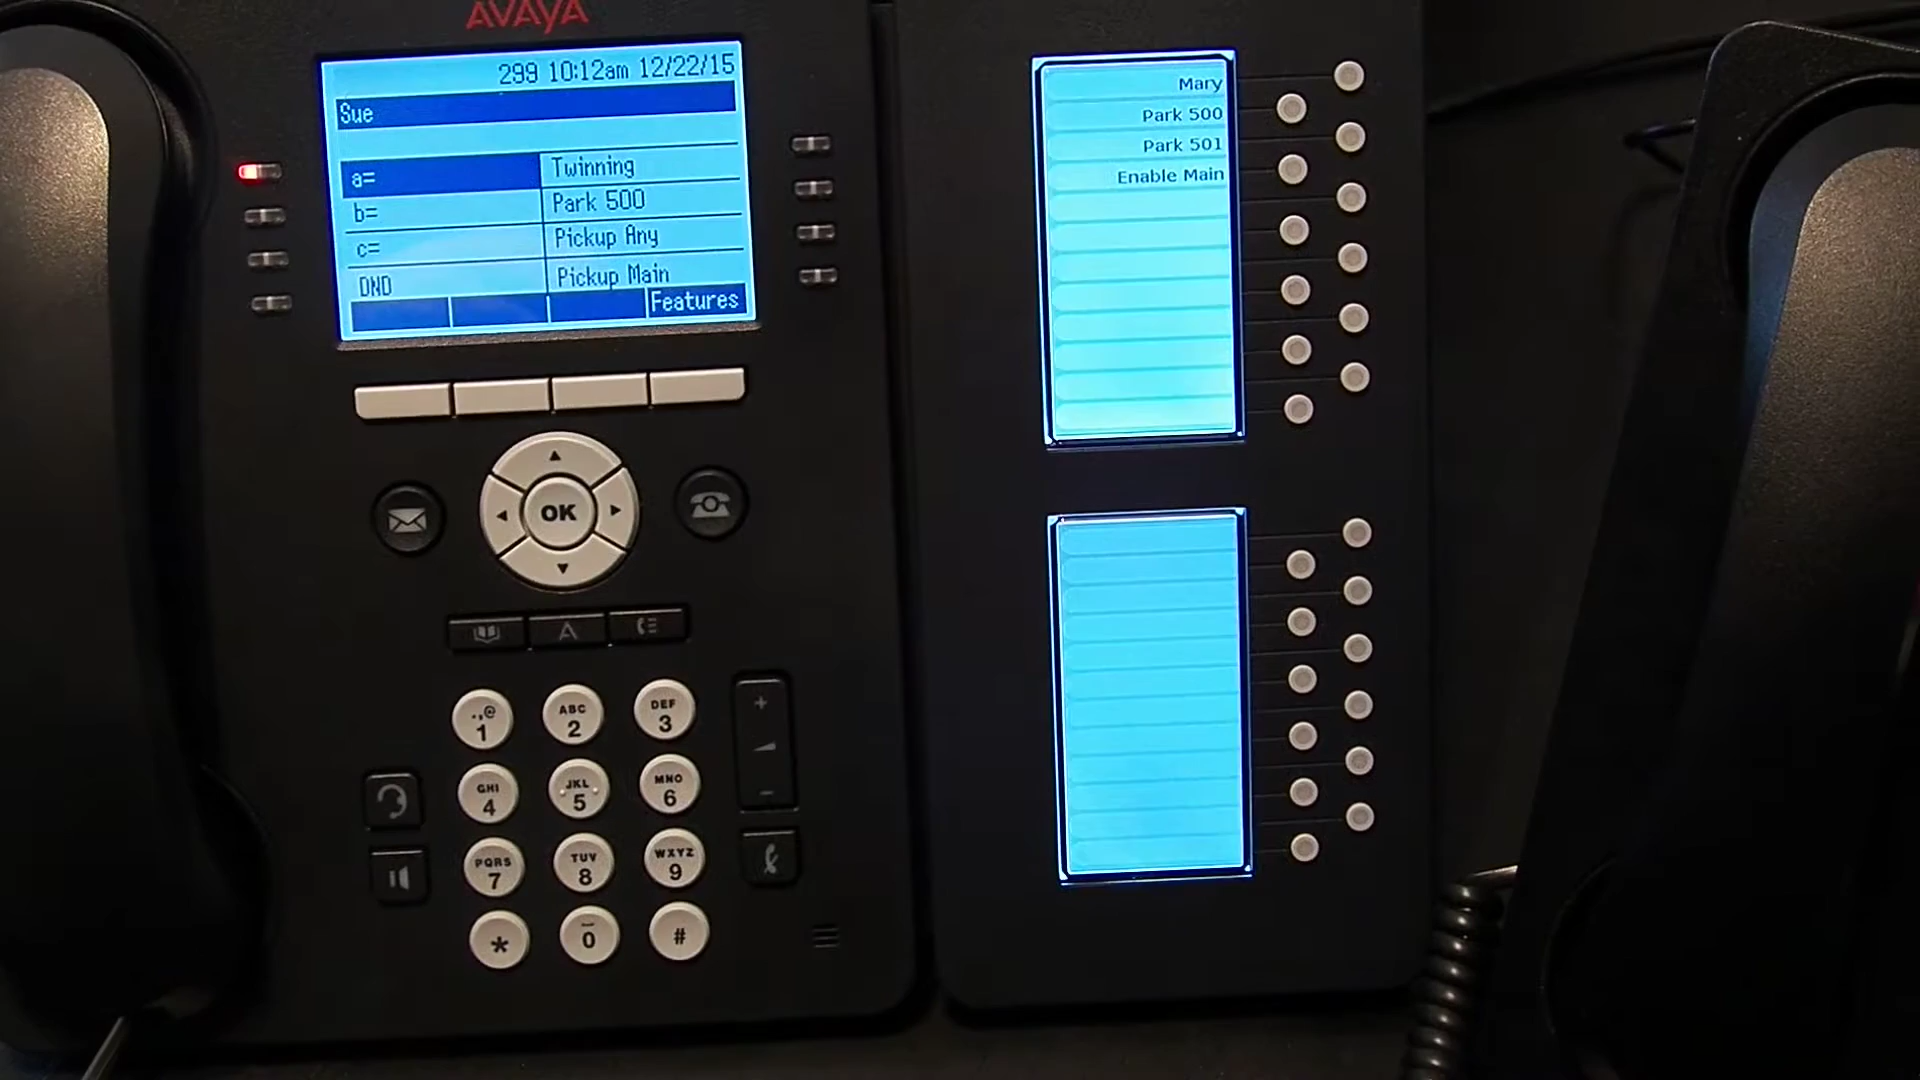 AVAYA
299 10:12am 12/22/15
Sue
a=
Twinning
b=
Park 500
c=
Pickup Any
DND
Pickup Main
Features
Mary
Park 500
Park 501
Enable Main
OK
A
.,@ ABC DEF
1 2 3
GHI JKL MNO
4 5 6
PQRS TUV WXYZ
7 8 9
* 0 #
+
-